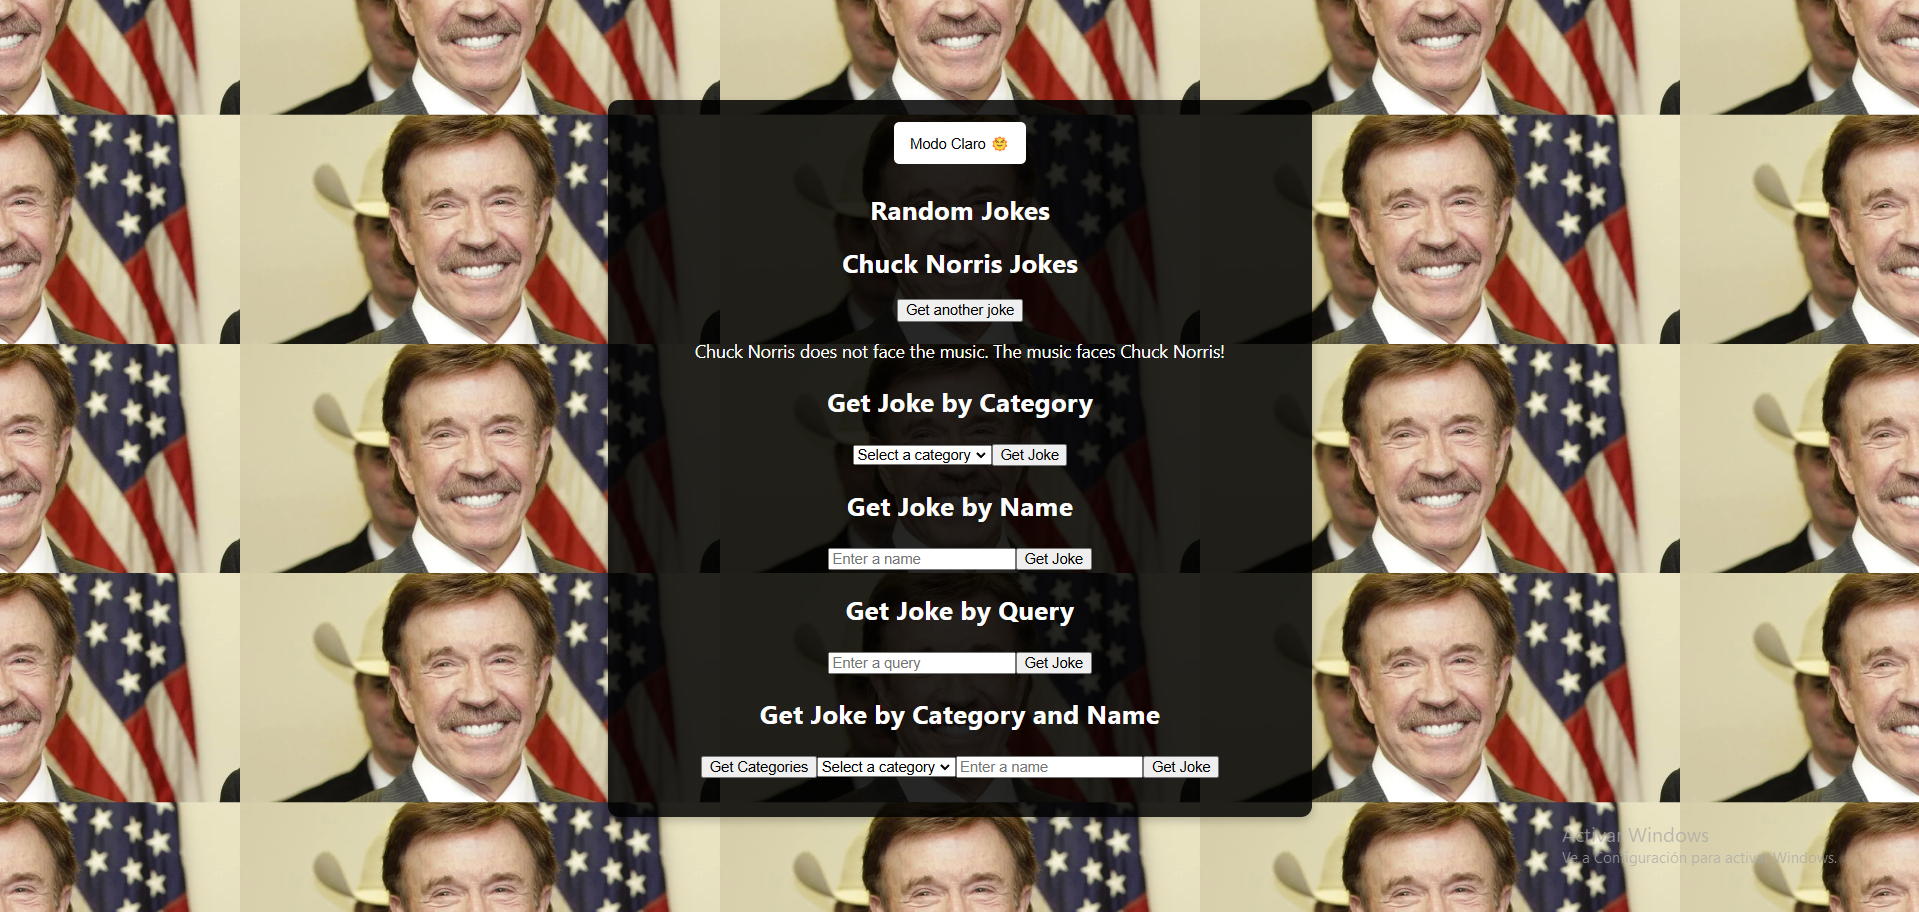 Modo Claro 🌞
Random Jokes
Chuck Norris Jokes
Get another joke
Chuck Norris does not face the music. The music faces Chuck Norris!
Get Joke by Category
Select a category Get Joke
Get Joke by Name
Enter a name Get Joke
Get Joke by Query
Enter a query Get Joke
Get Joke by Category and Name
Get Categories Select a category Enter a name Get Joke
Activar Windows
Ve a Configuración para activar Windows.